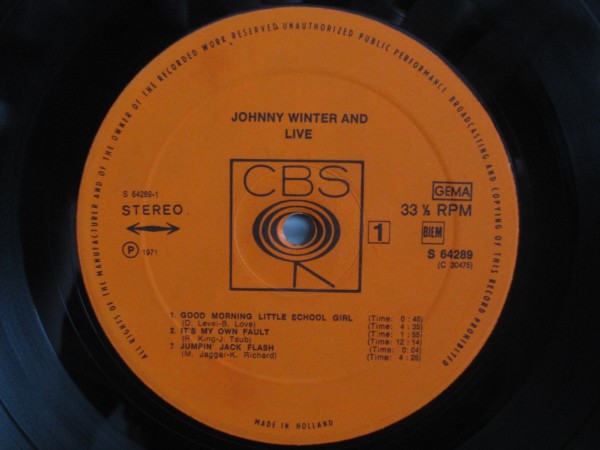 ALL RIGHTS OF THE MANUFACTURER AND OF THE OWNER OF THE RECORDED WORK RESERVED UNAUTHORIZED PUBLIC PERFORMANCE BROADCASTING AND COPYING OF THIS RECORD PROHIBITED
JOHNNY WINTER AND
LIVE
CBS
S 64289-1
STEREO
P 1971
GEMA
33 ⅓ RPM
1
BIEM
S 64289
(C 30475)
1. GOOD MORNING LITTLE SCHOOL GIRL (Time: 0:46)
(D. Level-B. Love) (Time: 4:35)
2. IT'S MY OWN FAULT (Time: 1:55)
(R. King-J. Taub) (Time: 12:14)
3. JUMPIN' JACK FLASH (Time: 0:04)
(M. Jagger-K. Richard) (Time: 4:26)
MADE IN HOLLAND